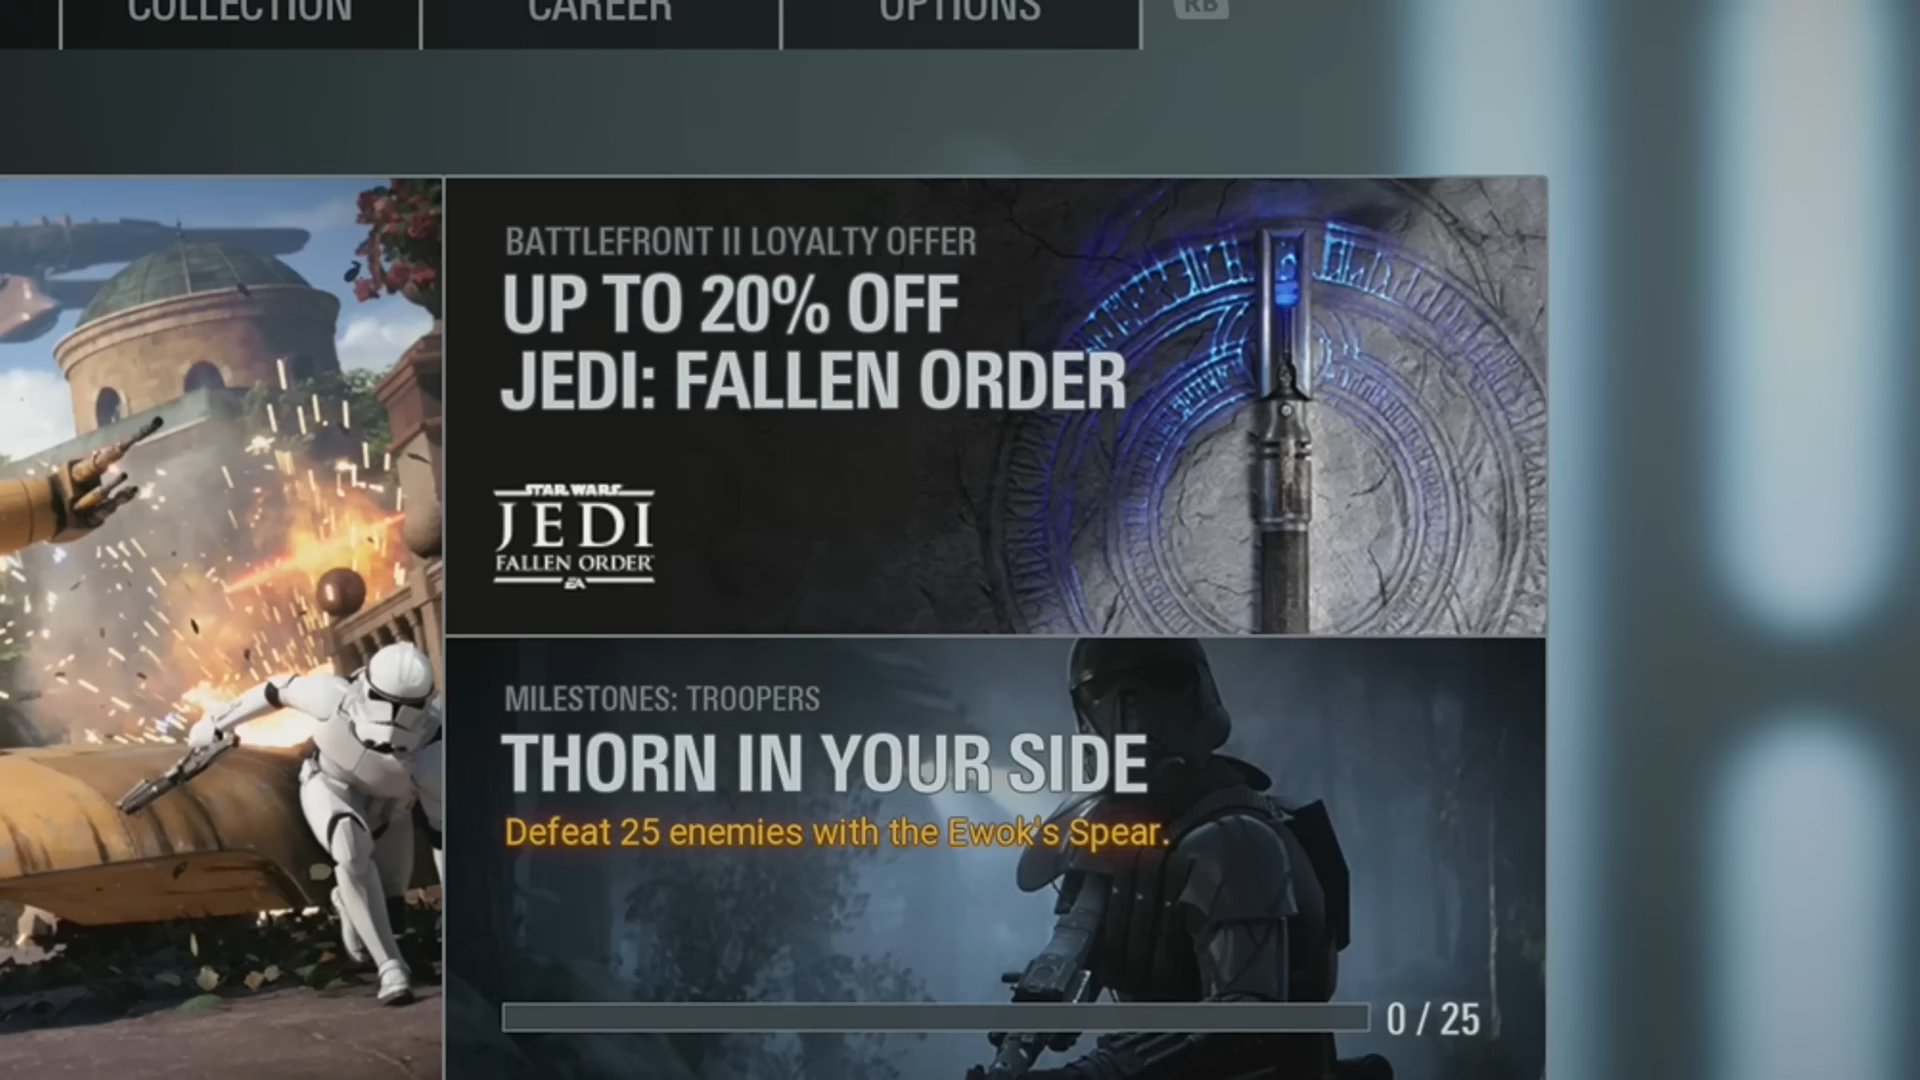 COLLECTION
CAREER
OPTIONS
RB
BATTLEFRONT II LOYALTY OFFER
UP TO 20% OFF
JEDI: FALLEN ORDER
STAR WARS
JEDI
FALLEN ORDER
EA
MILESTONES: TROOPERS
THORN IN YOUR SIDE
Defeat 25 enemies with the Ewok's Spear.
0 / 25